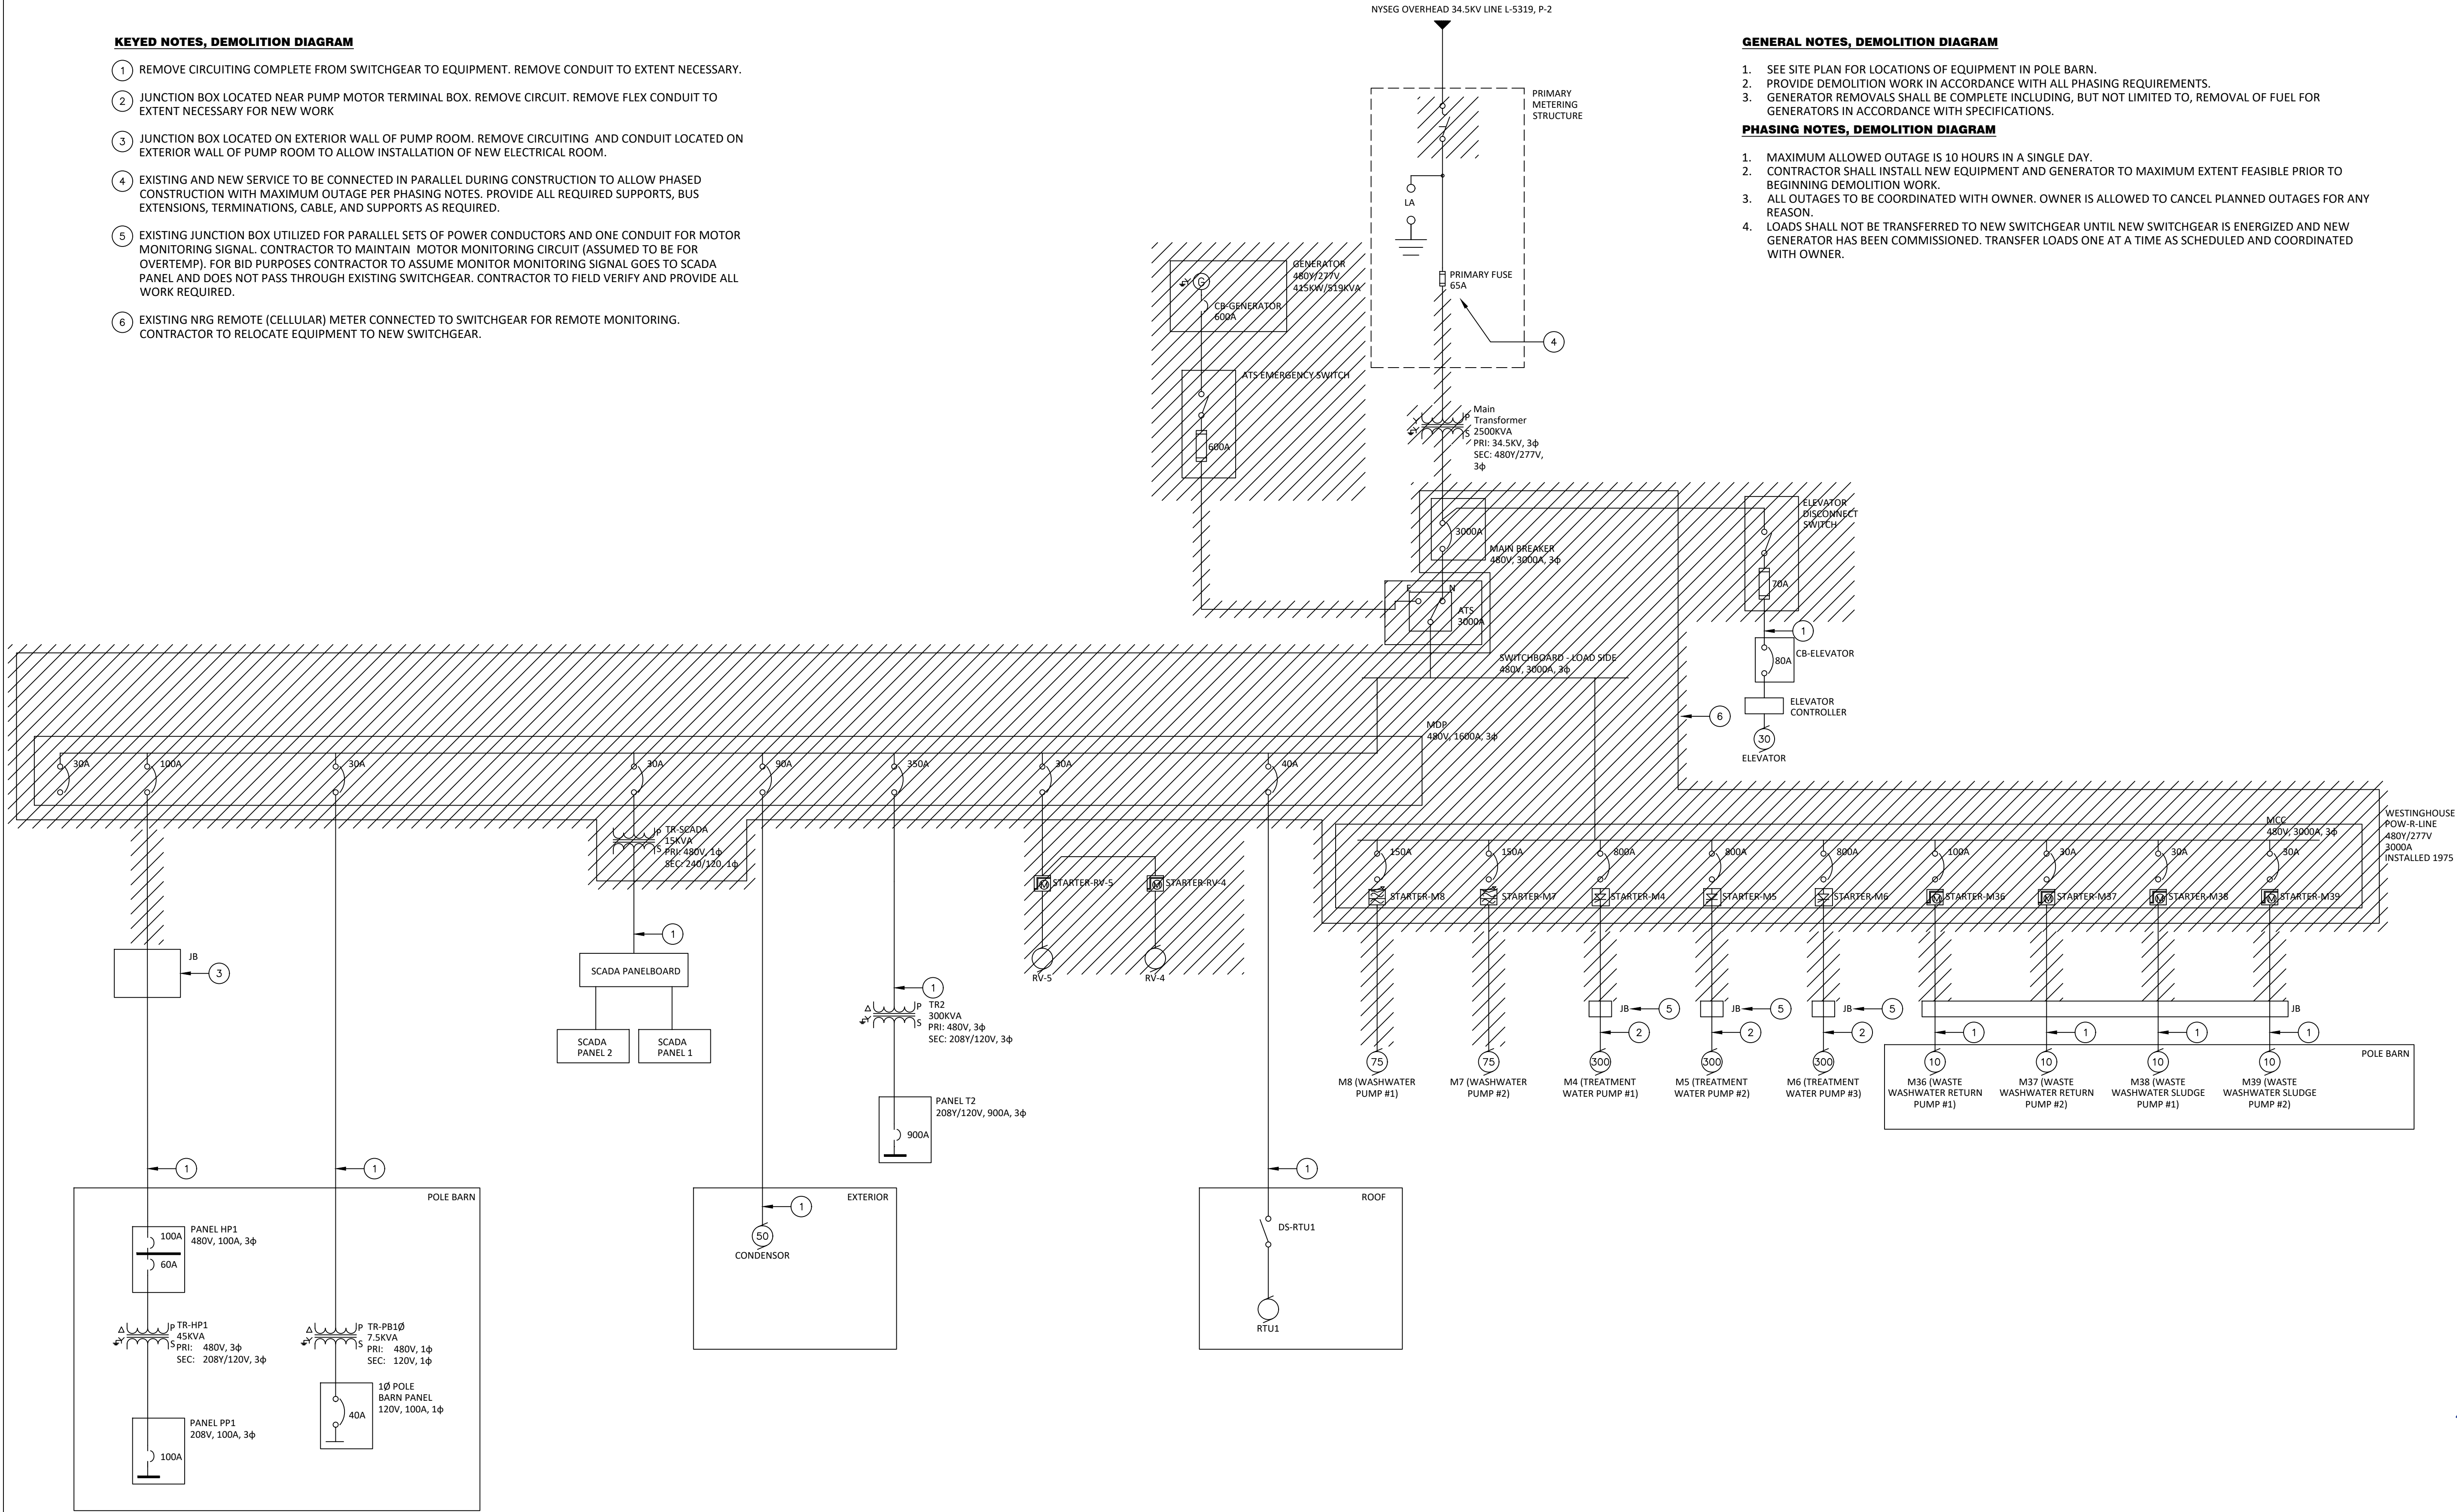 NYSEG OVERHEAD 34.5KV LINE L-5319, P-2
KEYED NOTES, DEMOLITION DIAGRAM
1 REMOVE CIRCUITING COMPLETE FROM SWITCHGEAR TO EQUIPMENT. REMOVE CONDUIT TO EXTENT NECESSARY.
2 JUNCTION BOX LOCATED NEAR PUMP MOTOR TERMINAL BOX. REMOVE CIRCUIT. REMOVE FLEX CONDUIT TO
EXTENT NECESSARY FOR NEW WORK
3 JUNCTION BOX LOCATED ON EXTERIOR WALL OF PUMP ROOM. REMOVE CIRCUITING AND CONDUIT LOCATED ON
EXTERIOR WALL OF PUMP ROOM TO ALLOW INSTALLATION OF NEW ELECTRICAL ROOM.
4 EXISTING AND NEW SERVICE TO BE CONNECTED IN PARALLEL DURING CONSTRUCTION TO ALLOW PHASED
CONSTRUCTION WITH MAXIMUM OUTAGE PER PHASING NOTES. PROVIDE ALL REQUIRED SUPPORTS, BUS
EXTENSIONS, TERMINATIONS, CABLE, AND SUPPORTS AS REQUIRED.
5 EXISTING JUNCTION BOX UTILIZED FOR PARALLEL SETS OF POWER CONDUCTORS AND ONE CONDUIT FOR MOTOR
MONITORING SIGNAL. CONTRACTOR TO MAINTAIN MOTOR MONITORING CIRCUIT (ASSUMED TO BE FOR
OVERTEMP). FOR BID PURPOSES CONTRACTOR TO ASSUME MONITOR MONITORING SIGNAL GOES TO SCADA
PANEL AND DOES NOT PASS THROUGH EXISTING SWITCHGEAR. CONTRACTOR TO FIELD VERIFY AND PROVIDE ALL
WORK REQUIRED.
6 EXISTING NRG REMOTE (CELLULAR) METER CONNECTED TO SWITCHGEAR FOR REMOTE MONITORING.
CONTRACTOR TO RELOCATE EQUIPMENT TO NEW SWITCHGEAR.
GENERAL NOTES, DEMOLITION DIAGRAM
1. SEE SITE PLAN FOR LOCATIONS OF EQUIPMENT IN POLE BARN.
2. PROVIDE DEMOLITION WORK IN ACCORDANCE WITH ALL PHASING REQUIREMENTS.
3. GENERATOR REMOVALS SHALL BE COMPLETE INCLUDING, BUT NOT LIMITED TO, REMOVAL OF FUEL FOR
GENERATORS IN ACCORDANCE WITH SPECIFICATIONS.
PHASING NOTES, DEMOLITION DIAGRAM
1. MAXIMUM ALLOWED OUTAGE IS 10 HOURS IN A SINGLE DAY.
2. CONTRACTOR SHALL INSTALL NEW EQUIPMENT AND GENERATOR TO MAXIMUM EXTENT FEASIBLE PRIOR TO
BEGINNING DEMOLITION WORK.
3. ALL OUTAGES TO BE COORDINATED WITH OWNER. OWNER IS ALLOWED TO CANCEL PLANNED OUTAGES FOR ANY
REASON.
4. LOADS SHALL NOT BE TRANSFERRED TO NEW SWITCHGEAR UNTIL NEW SWITCHGEAR IS ENERGIZED AND NEW
GENERATOR HAS BEEN COMMISSIONED. TRANSFER LOADS ONE AT A TIME AS SCHEDULED AND COORDINATED
WITH OWNER.
PRIMARY
METERING
STRUCTURE
LA
PRIMARY FUSE
65A
4
GENERATOR
480Y/277V
415KW/519KVA
G
Y
CB-GENERATOR
600A
ATS EMERGENCY SWITCH
600A
Main
Transformer
2500KVA
PRI: 34.5KV, 3ϕ
SEC: 480Y/277V,
3ϕ
P
S
Y
Y
3000A
MAIN BREAKER
480V, 3000A, 3ϕ
E N
ATS
3000A
ELEVATOR
DISCONNECT
SWITCH
70A
1
CB-ELEVATOR
80A
ELEVATOR
CONTROLLER
30
ELEVATOR
SWITCHBOARD - LOAD SIDE
480V, 3000A, 3ϕ
6
MDP
480V, 1600A, 3ϕ
30A 100A 30A 30A 90A 350A 30A 40A
TR-SCADA
15KVA
PRI: 480V, 1ϕ
SEC: 240/120, 1ϕ
P
S
STARTER-RV-5 STARTER-RV-4
M M
RV-5 RV-4
WESTINGHOUSE
POW-R-LINE
480Y/277V
3000A
INSTALLED 1975
MCC
480V, 3000A, 3ϕ
150A 150A 800A 800A 800A 100A 30A 30A 30A
STARTER-M8 STARTER-M7 STARTER-M4 STARTER-M5 STARTER-M6 STARTER-M36 STARTER-M37 STARTER-M38 STARTER-M39
M M M M
JB
3
1
SCADA PANELBOARD
SCADA
PANEL 2
SCADA
PANEL 1
1
TR2
300KVA
PRI: 480V, 3ϕ
SEC: 208Y/120V, 3ϕ
P
S
Y
PANEL T2
208Y/120V, 900A, 3ϕ
900A
JB 5 JB 5 JB 5 JB
2 2 2 1 1 1 1
75 75 300 300 300 10 10 10 10
POLE BARN
M8 (WASHWATER
PUMP #1)
M7 (WASHWATER
PUMP #2)
M4 (TREATMENT
WATER PUMP #1)
M5 (TREATMENT
WATER PUMP #2)
M6 (TREATMENT
WATER PUMP #3)
M36 (WASTE
WASHWATER RETURN
PUMP #1)
M37 (WASTE
WASHWATER RETURN
PUMP #2)
M38 (WASTE
WASHWATER SLUDGE
PUMP #1)
M39 (WASTE
WASHWATER SLUDGE
PUMP #2)
1 1 1
POLE BARN
PANEL HP1
480V, 100A, 3ϕ
100A
60A
TR-HP1
45KVA
PRI: 480V, 3ϕ
SEC: 208Y/120V, 3ϕ
P
S
Y
PANEL PP1
208V, 100A, 3ϕ
100A
TR-PB1Ø
7.5KVA
PRI: 480V, 1ϕ
SEC: 120V, 1ϕ
P
S
Y
1Ø POLE
BARN PANEL
120V, 100A, 1ϕ
40A
EXTERIOR
1
50
CONDENSOR
ROOF
DS-RTU1
RTU1